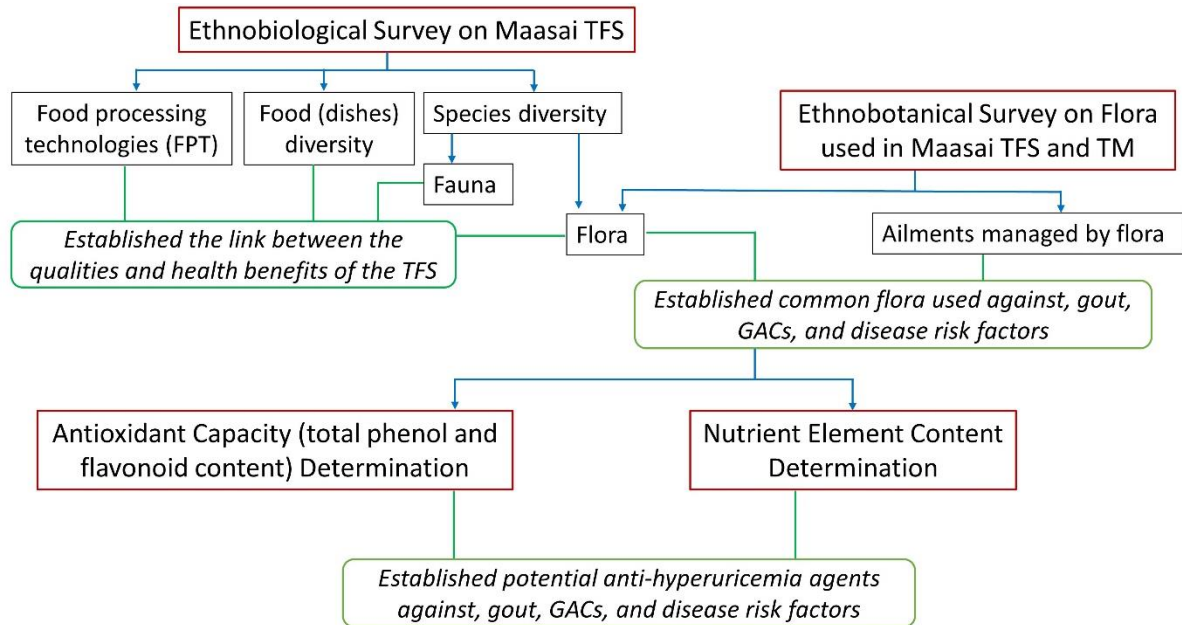 Ethnobiological Survey on Maasai TFS
Food processing
technologies (FPT)
Food (dishes)
diversity
Species diversity
Ethnobotanical Survey on Flora
used in Maasai TFS and TM
Fauna
Flora
Ailments managed by flora
Established the link between the
qualities and health benefits of the TFS
Established common flora used against, gout,
GACs, and disease risk factors
Antioxidant Capacity (total phenol and
flavonoid content) Determination
Nutrient Element Content
Determination
Established potential anti-hyperuricemia agents
against, gout, GACs, and disease risk factors